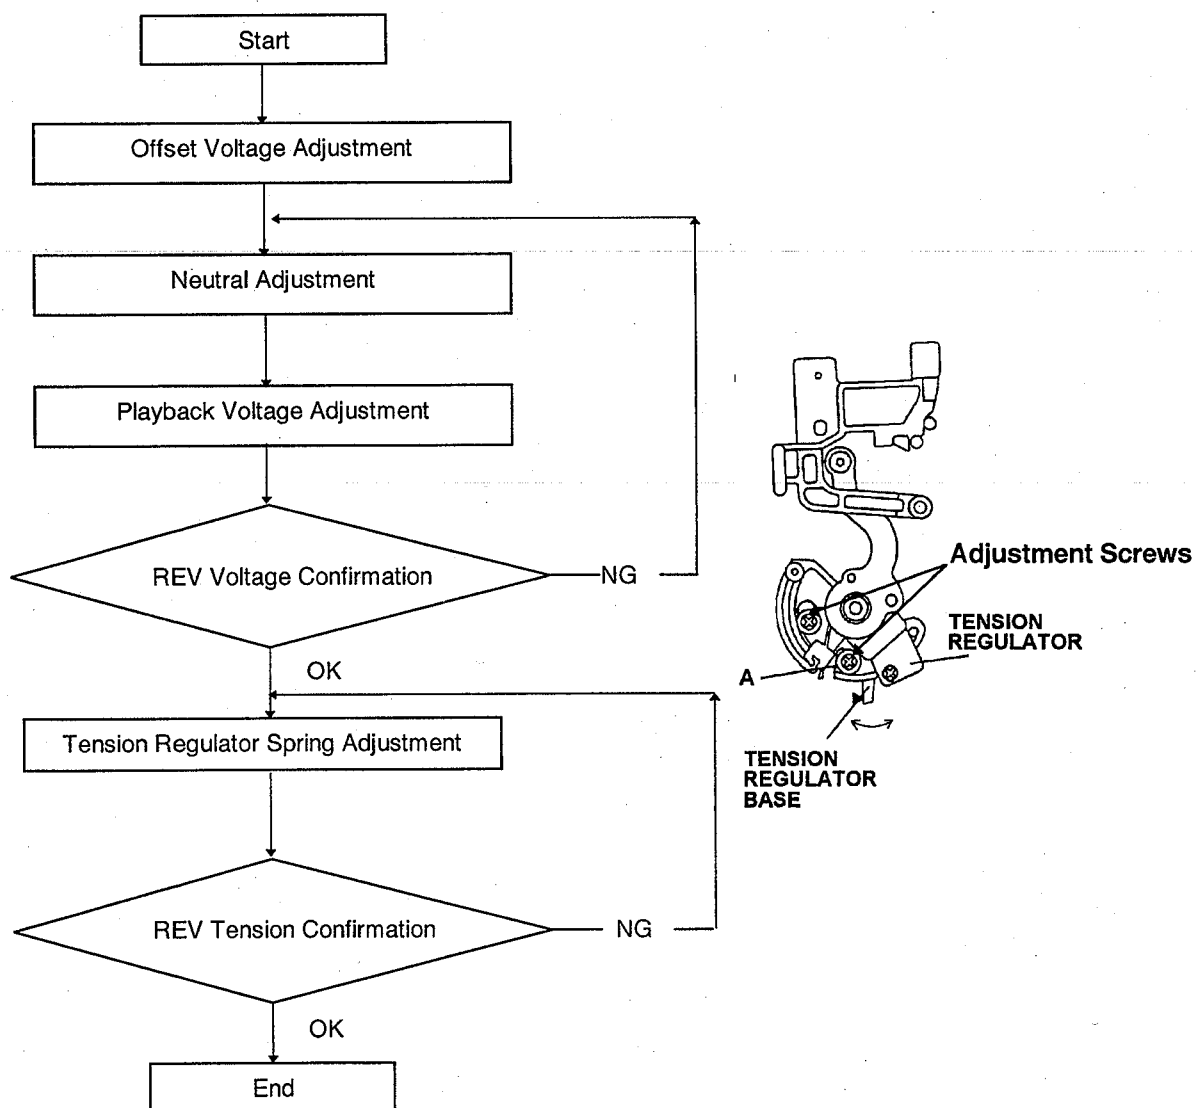 Start
Offset Voltage Adjustment
Neutral Adjustment
Playback Voltage Adjustment
REV Voltage Confirmation
NG
OK
Tension Regulator Spring Adjustment
REV Tension Confirmation
NG
OK
End
Adjustment Screws
TENSION
REGULATOR
A
TENSION
REGULATOR
BASE